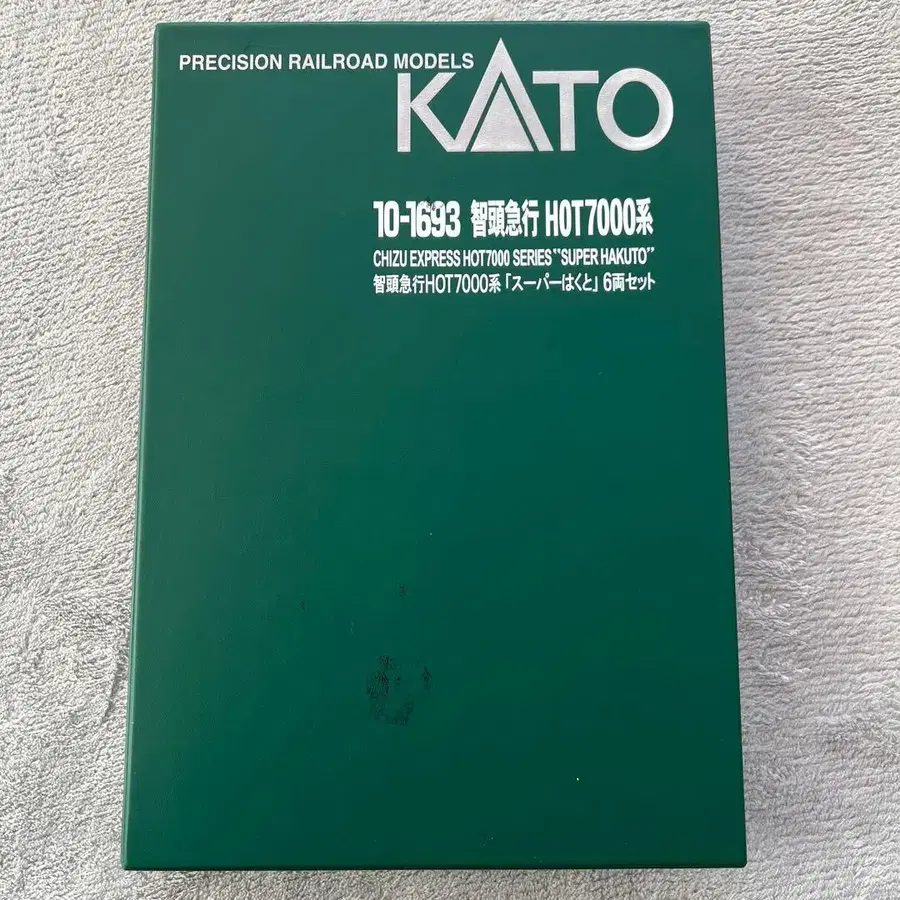 PRECISION RAILROAD MODELS
KATO
10-1693 智頭急行 HOT7000系
CHIZU EXPRESS HOT7000 SERIES "SUPER HAKUTO"
智頭急行HOT7000系「スーパーはくと」6両セット